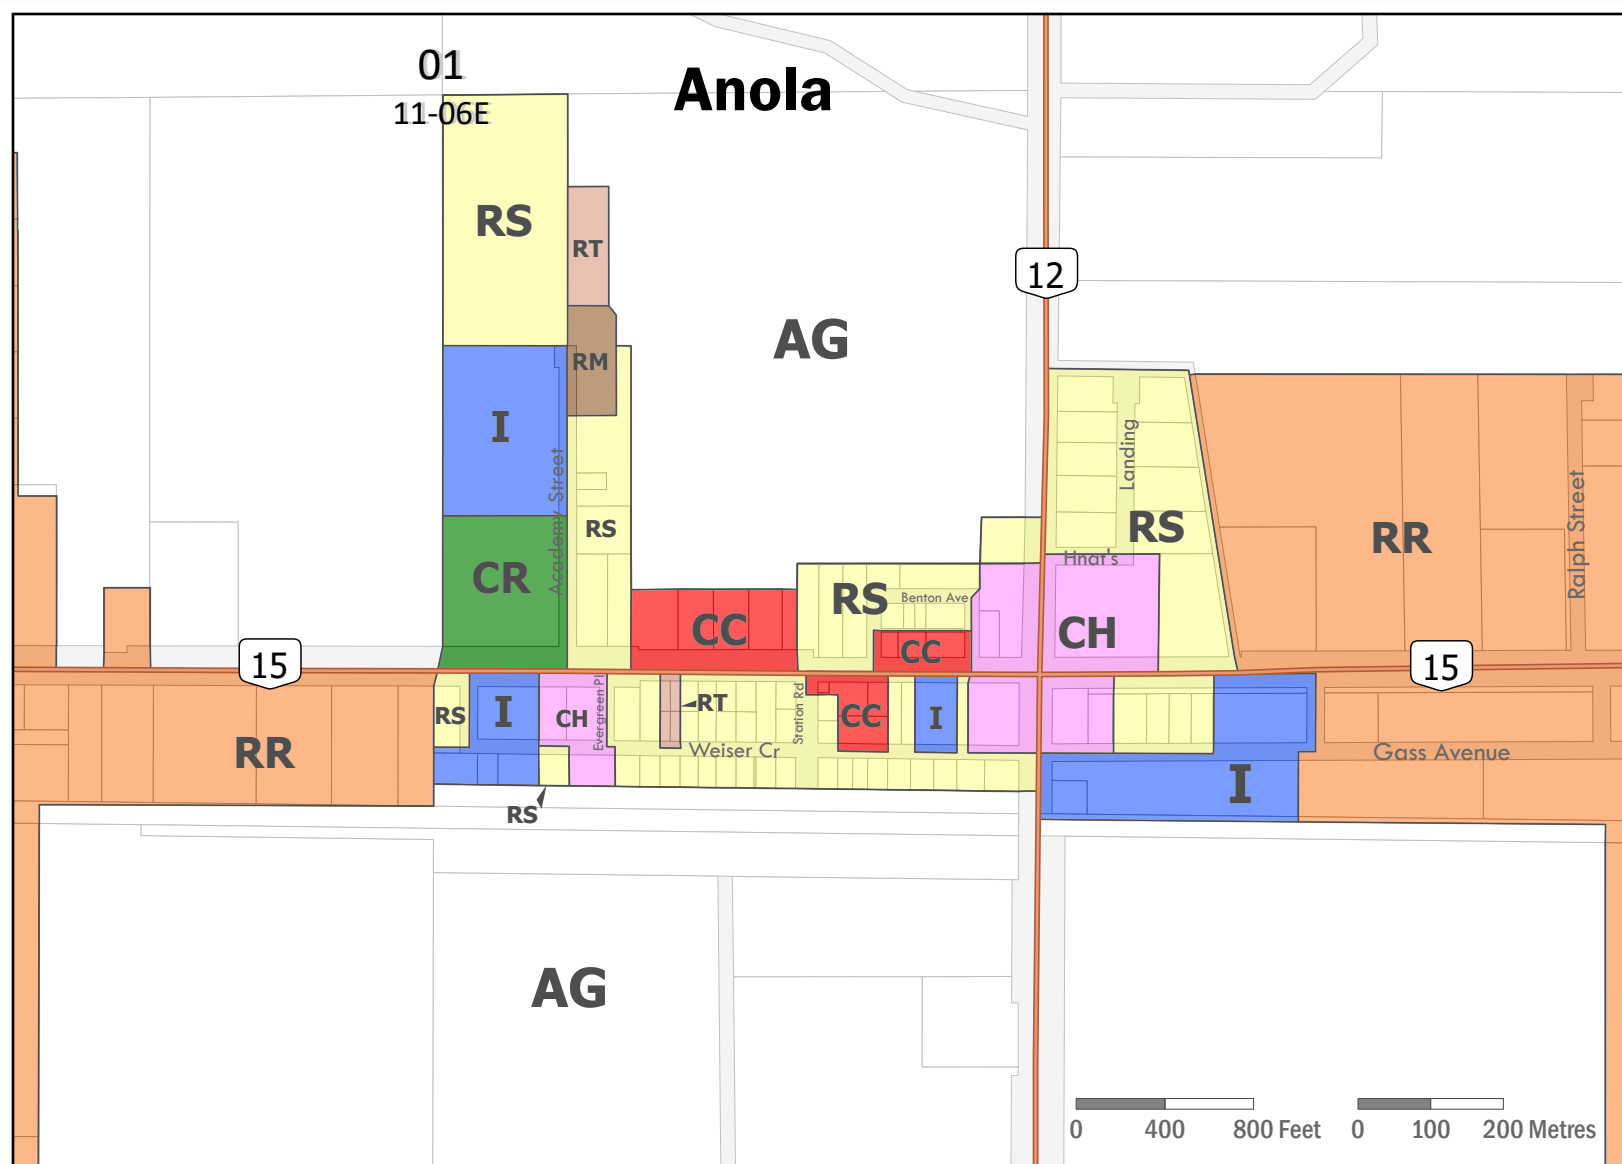 01
Anola
11-06E
RS
RT
12
AG
RM
I
Landing
Academy Street
RS
RS
RR
Ralph Street
Hnat's
CR
RS
Benton Ave
CC
CH
CC
15
15
RS
I
CH
Evergreen Pl
RT
Station Rd
CC
I
RR
Weiser Cr
Gass Avenue
I
RS
AG
0 400 800 Feet 0 100 200 Metres